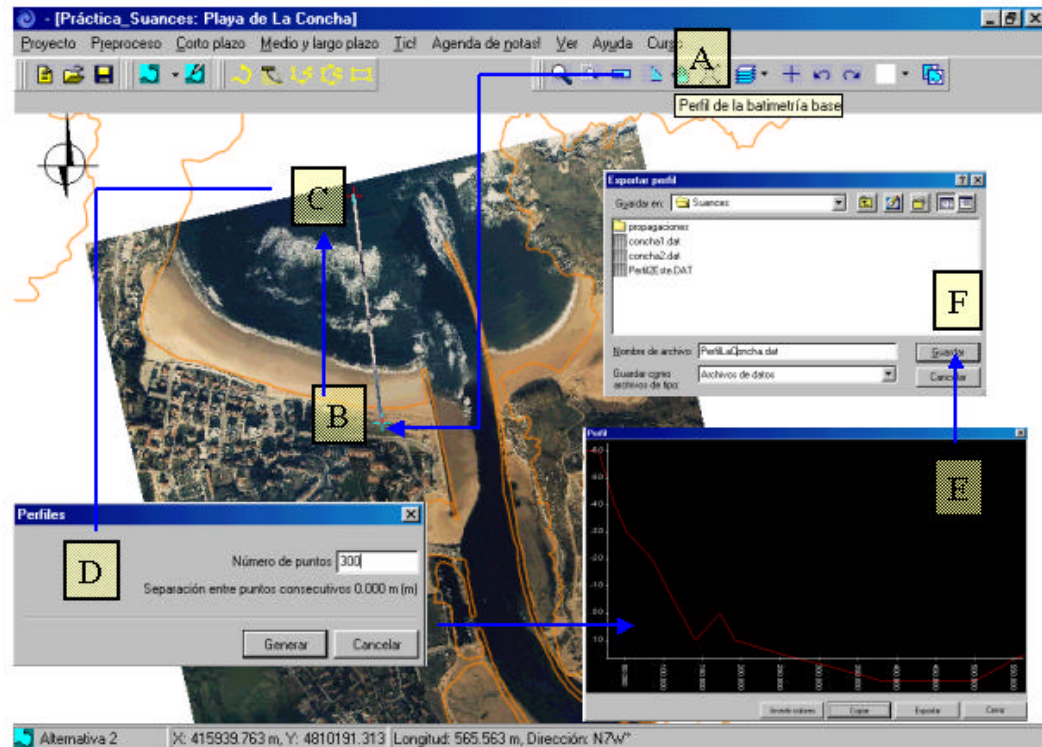 - [Práctica_Suances: Playa de La Concha]
Proyecto Preproceso Corto plazo Medio y largo plazo Tic! Agenda de notas! Ver Ayuda Curso
A
Perfil de la batimetría base
C
Exportar perfil
Guardar en: Suances
propagaciones
concha1.dat
concha2.dat
Perfil2Este.DAT
F
Nombre de archivo: PerfilLaConcha.dat Guardar
Guardar como archivos de tipo: Archivos de datos Cancelar
B
Perfil
E
Perfiles
D
Número de puntos 300
Separación entre puntos consecutivos 0.000 m (m)
Generar Cancelar
Copiar Exportar Cerrar
Alternativa 2 X: 415939.763 m, Y: 4810191.313 Longitud: 565.563 m, Dirección: N7W°